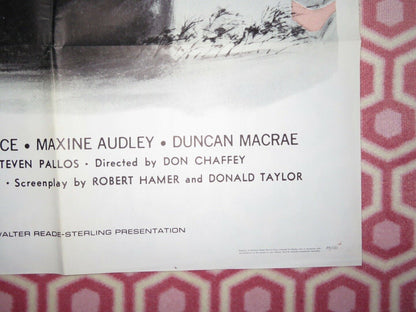 CE • MAXINE AUDLEY • DUNCAN MACRAE
TEVEN PALLOS • Directed by DON CHAFFEY
• Screenplay by ROBERT HAMER and DONALD TAYLOR
WALTER READE-STERLING PRESENTATION